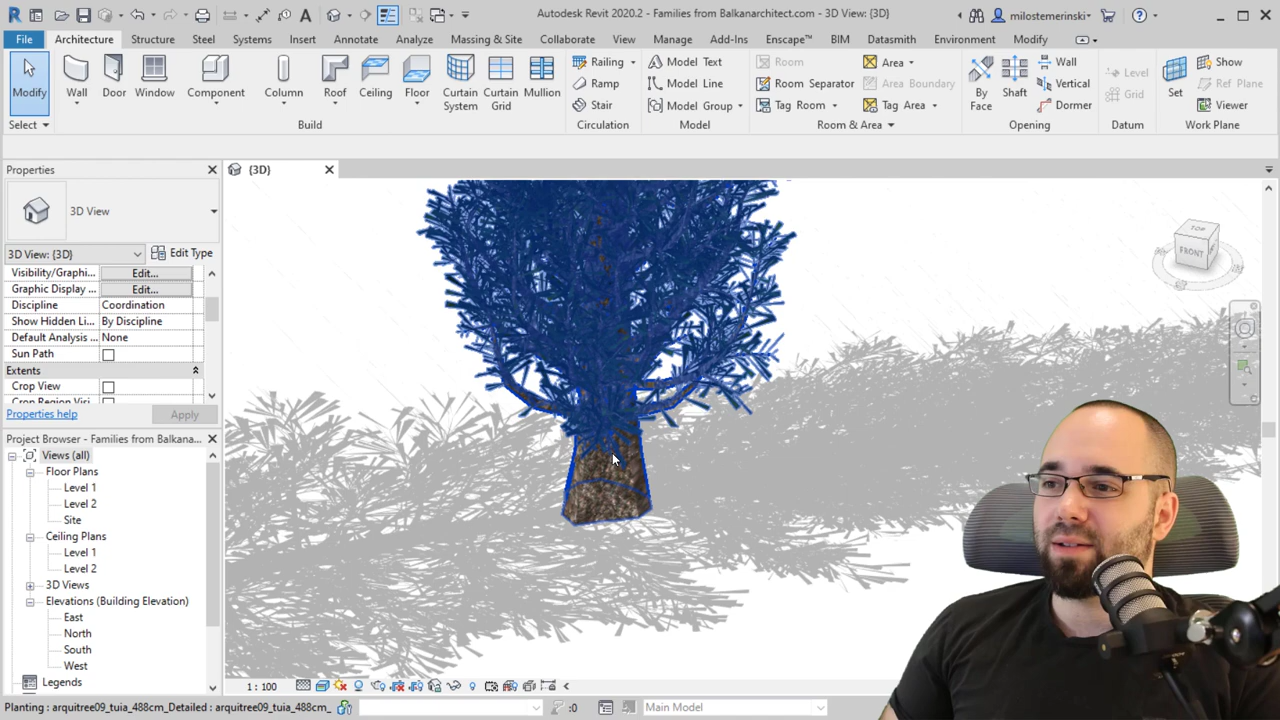 Autodesk Revit 2020.2 - Families from Balkanarchitect.com - 3D View: {3D}
milostemerinski
File
Architecture
Structure
Steel
Systems
Insert
Annotate
Analyze
Massing & Site
Collaborate
View
Manage
Add-Ins
Enscape™
BIM
Datasmith
Environment
Modify
Modify
Wall
Door
Window
Component
Column
Roof
Ceiling
Floor
Curtain System
Curtain Grid
Mullion
Railing
Ramp
Stair
Model Text
Model Line
Model Group
Room
Room Separator
Tag Room
Area
Area Boundary
Tag Area
By Face
Shaft
Wall
Vertical
Dormer
Level
Grid
Set
Show
Ref Plane
Viewer
Select
Build
Circulation
Model
Room & Area
Opening
Datum
Work Plane
Properties
{3D}
3D View
3D View: {3D}
Edit Type
Visibility/Graphi... Edit...
Graphic Display ... Edit...
Discipline Coordination
Show Hidden Li... By Discipline
Default Analysis ... None
Sun Path
Extents
Crop View
Crop Region Visi
Properties help
Apply
TOP
FRONT
Project Browser - Families from Balkana...
Views (all)
Floor Plans
Level 1
Level 2
Site
Ceiling Plans
Level 1
Level 2
3D Views
Elevations (Building Elevation)
East
North
South
West
Legends
1 : 100
Planting : arquitree09_tuia_488cm_Detailed : arquitree09_tuia_488cm_
:0
Main Model